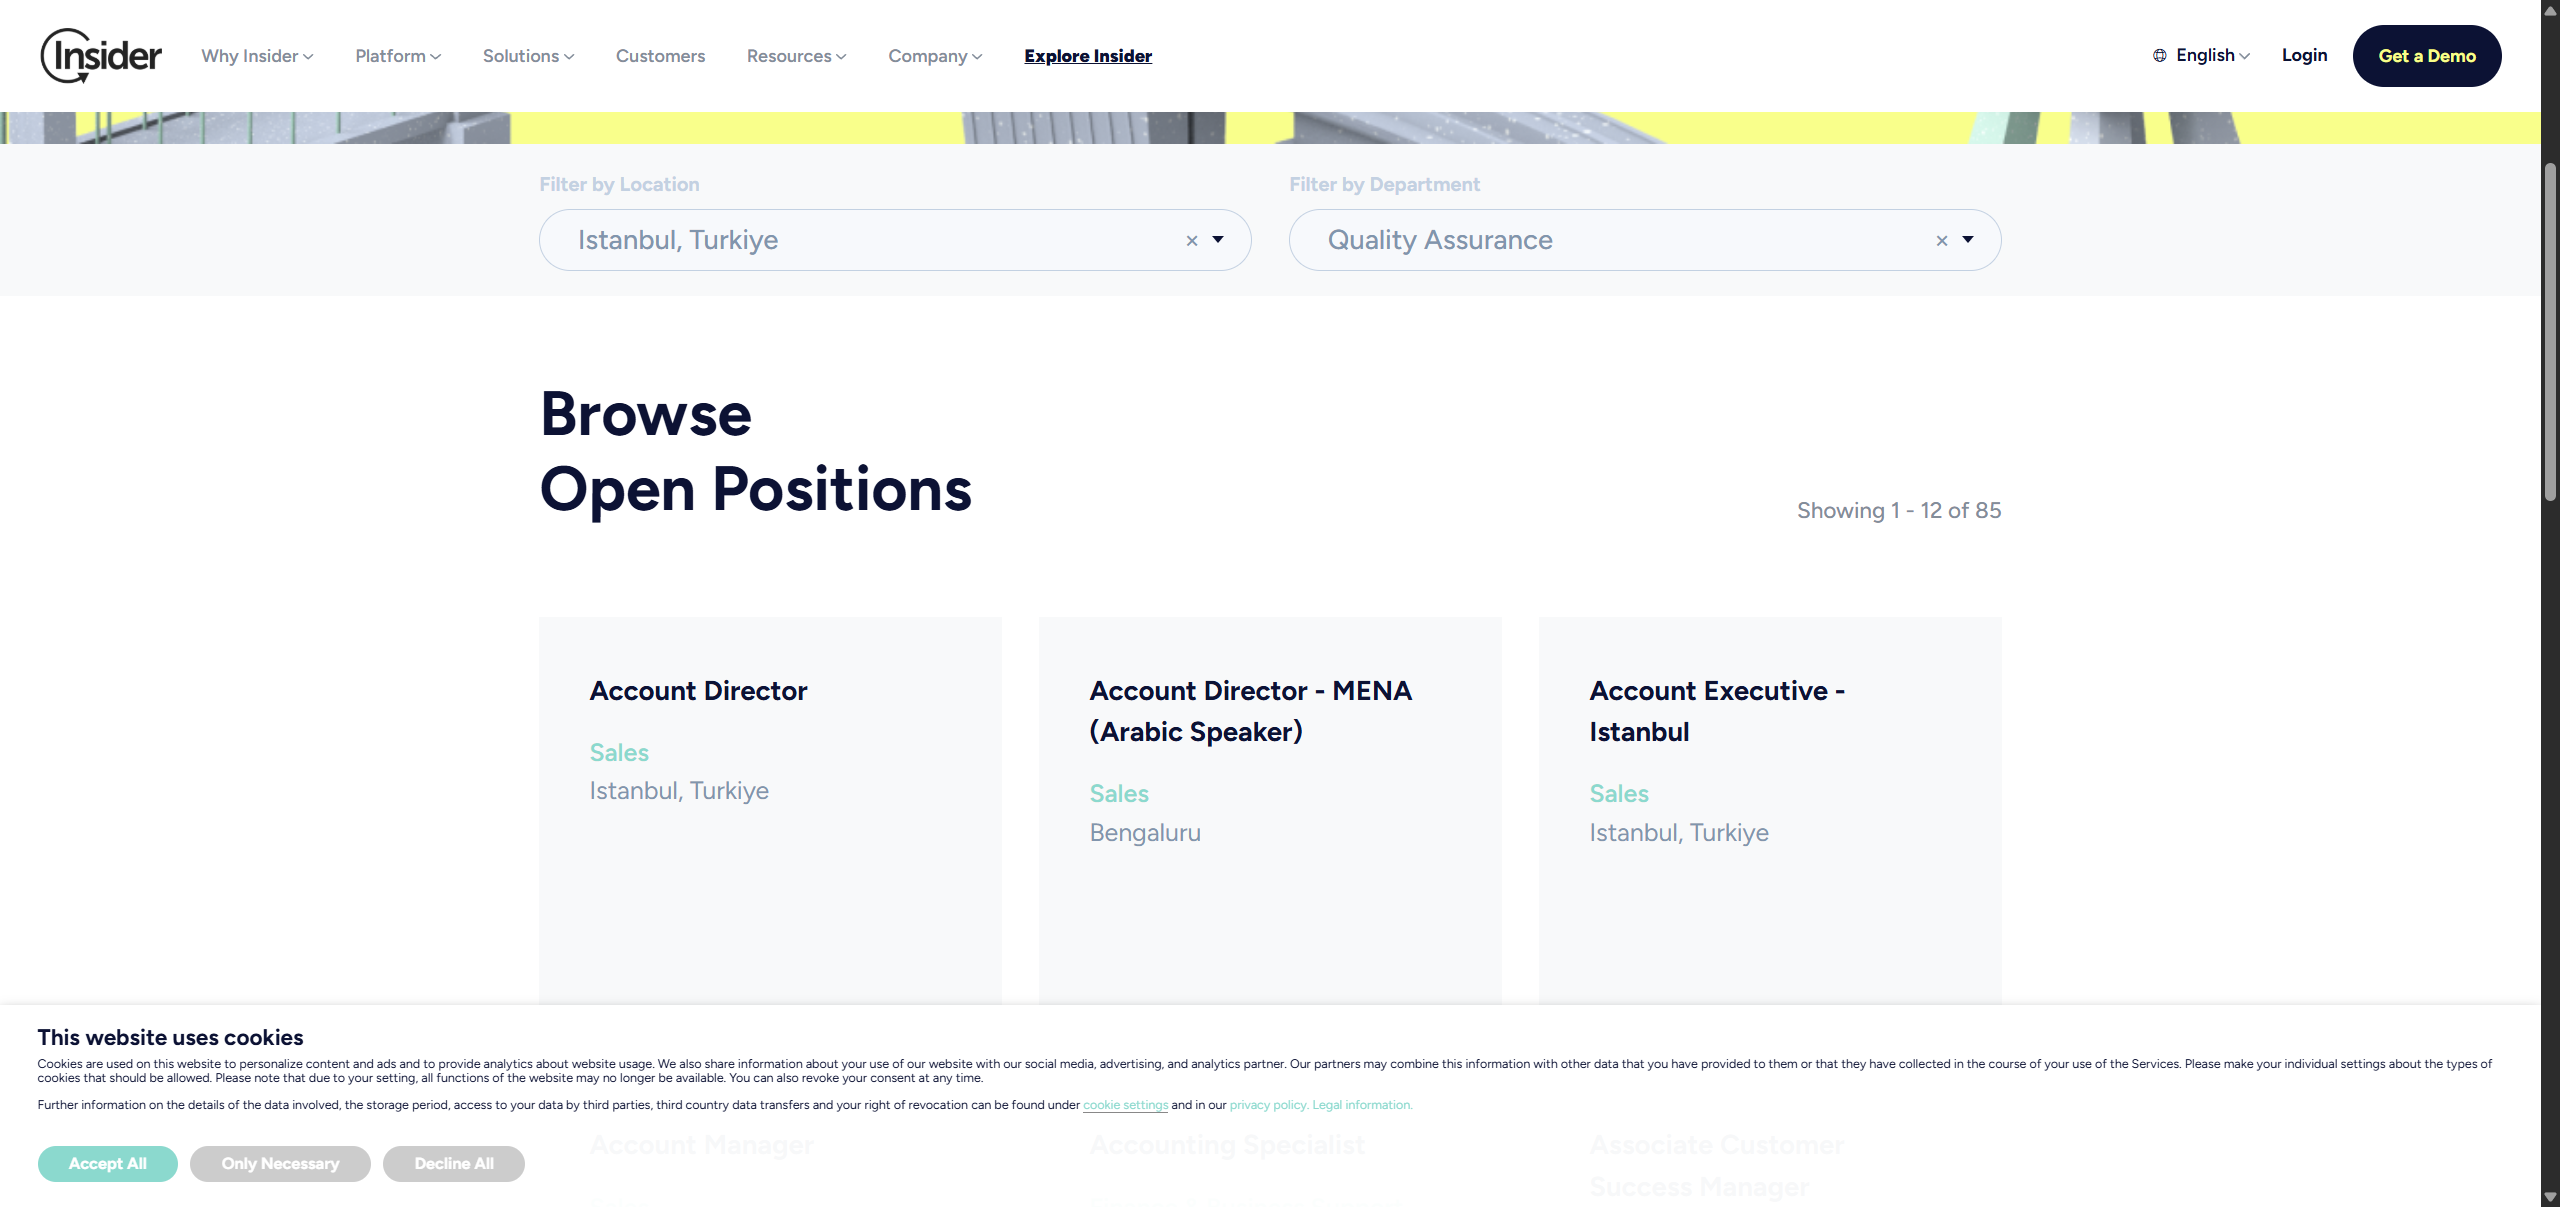 Insider
Why Insider
Platform
Solutions
Customers
Resources
Company
Explore Insider
English
Login
Get a Demo
Filter by Location
Filter by Department
Istanbul, Turkiye
×
Quality Assurance
×
Browse
Open Positions
Showing 1 - 12 of 85
Account Director
Sales
Istanbul, Turkiye
Account Director - MENA
(Arabic Speaker)
Sales
Bengaluru
Account Executive -
Istanbul
Sales
Istanbul, Turkiye
This website uses cookies
Cookies are used on this website to personalize content and ads and to provide analytics about website usage. We also share information about your use of our website with our social media, advertising, and analytics partner. Our partners may combine this information with other data that you have provided to them or that they have collected in the course of your use of the Services. Please make your individual settings about the types of
cookies that should be allowed. Please note that due to your setting, all functions of the website may no longer be available. You can also revoke your consent at any time.
Further information on the details of the data involved, the storage period, access to your data by third parties, third country data transfers and your right of revocation can be found under cookie settings and in our privacy policy. Legal information.
Accept All
Only Necessary
Decline All
Account Manager
Accounting Specialist
Associate Customer
Success Manager